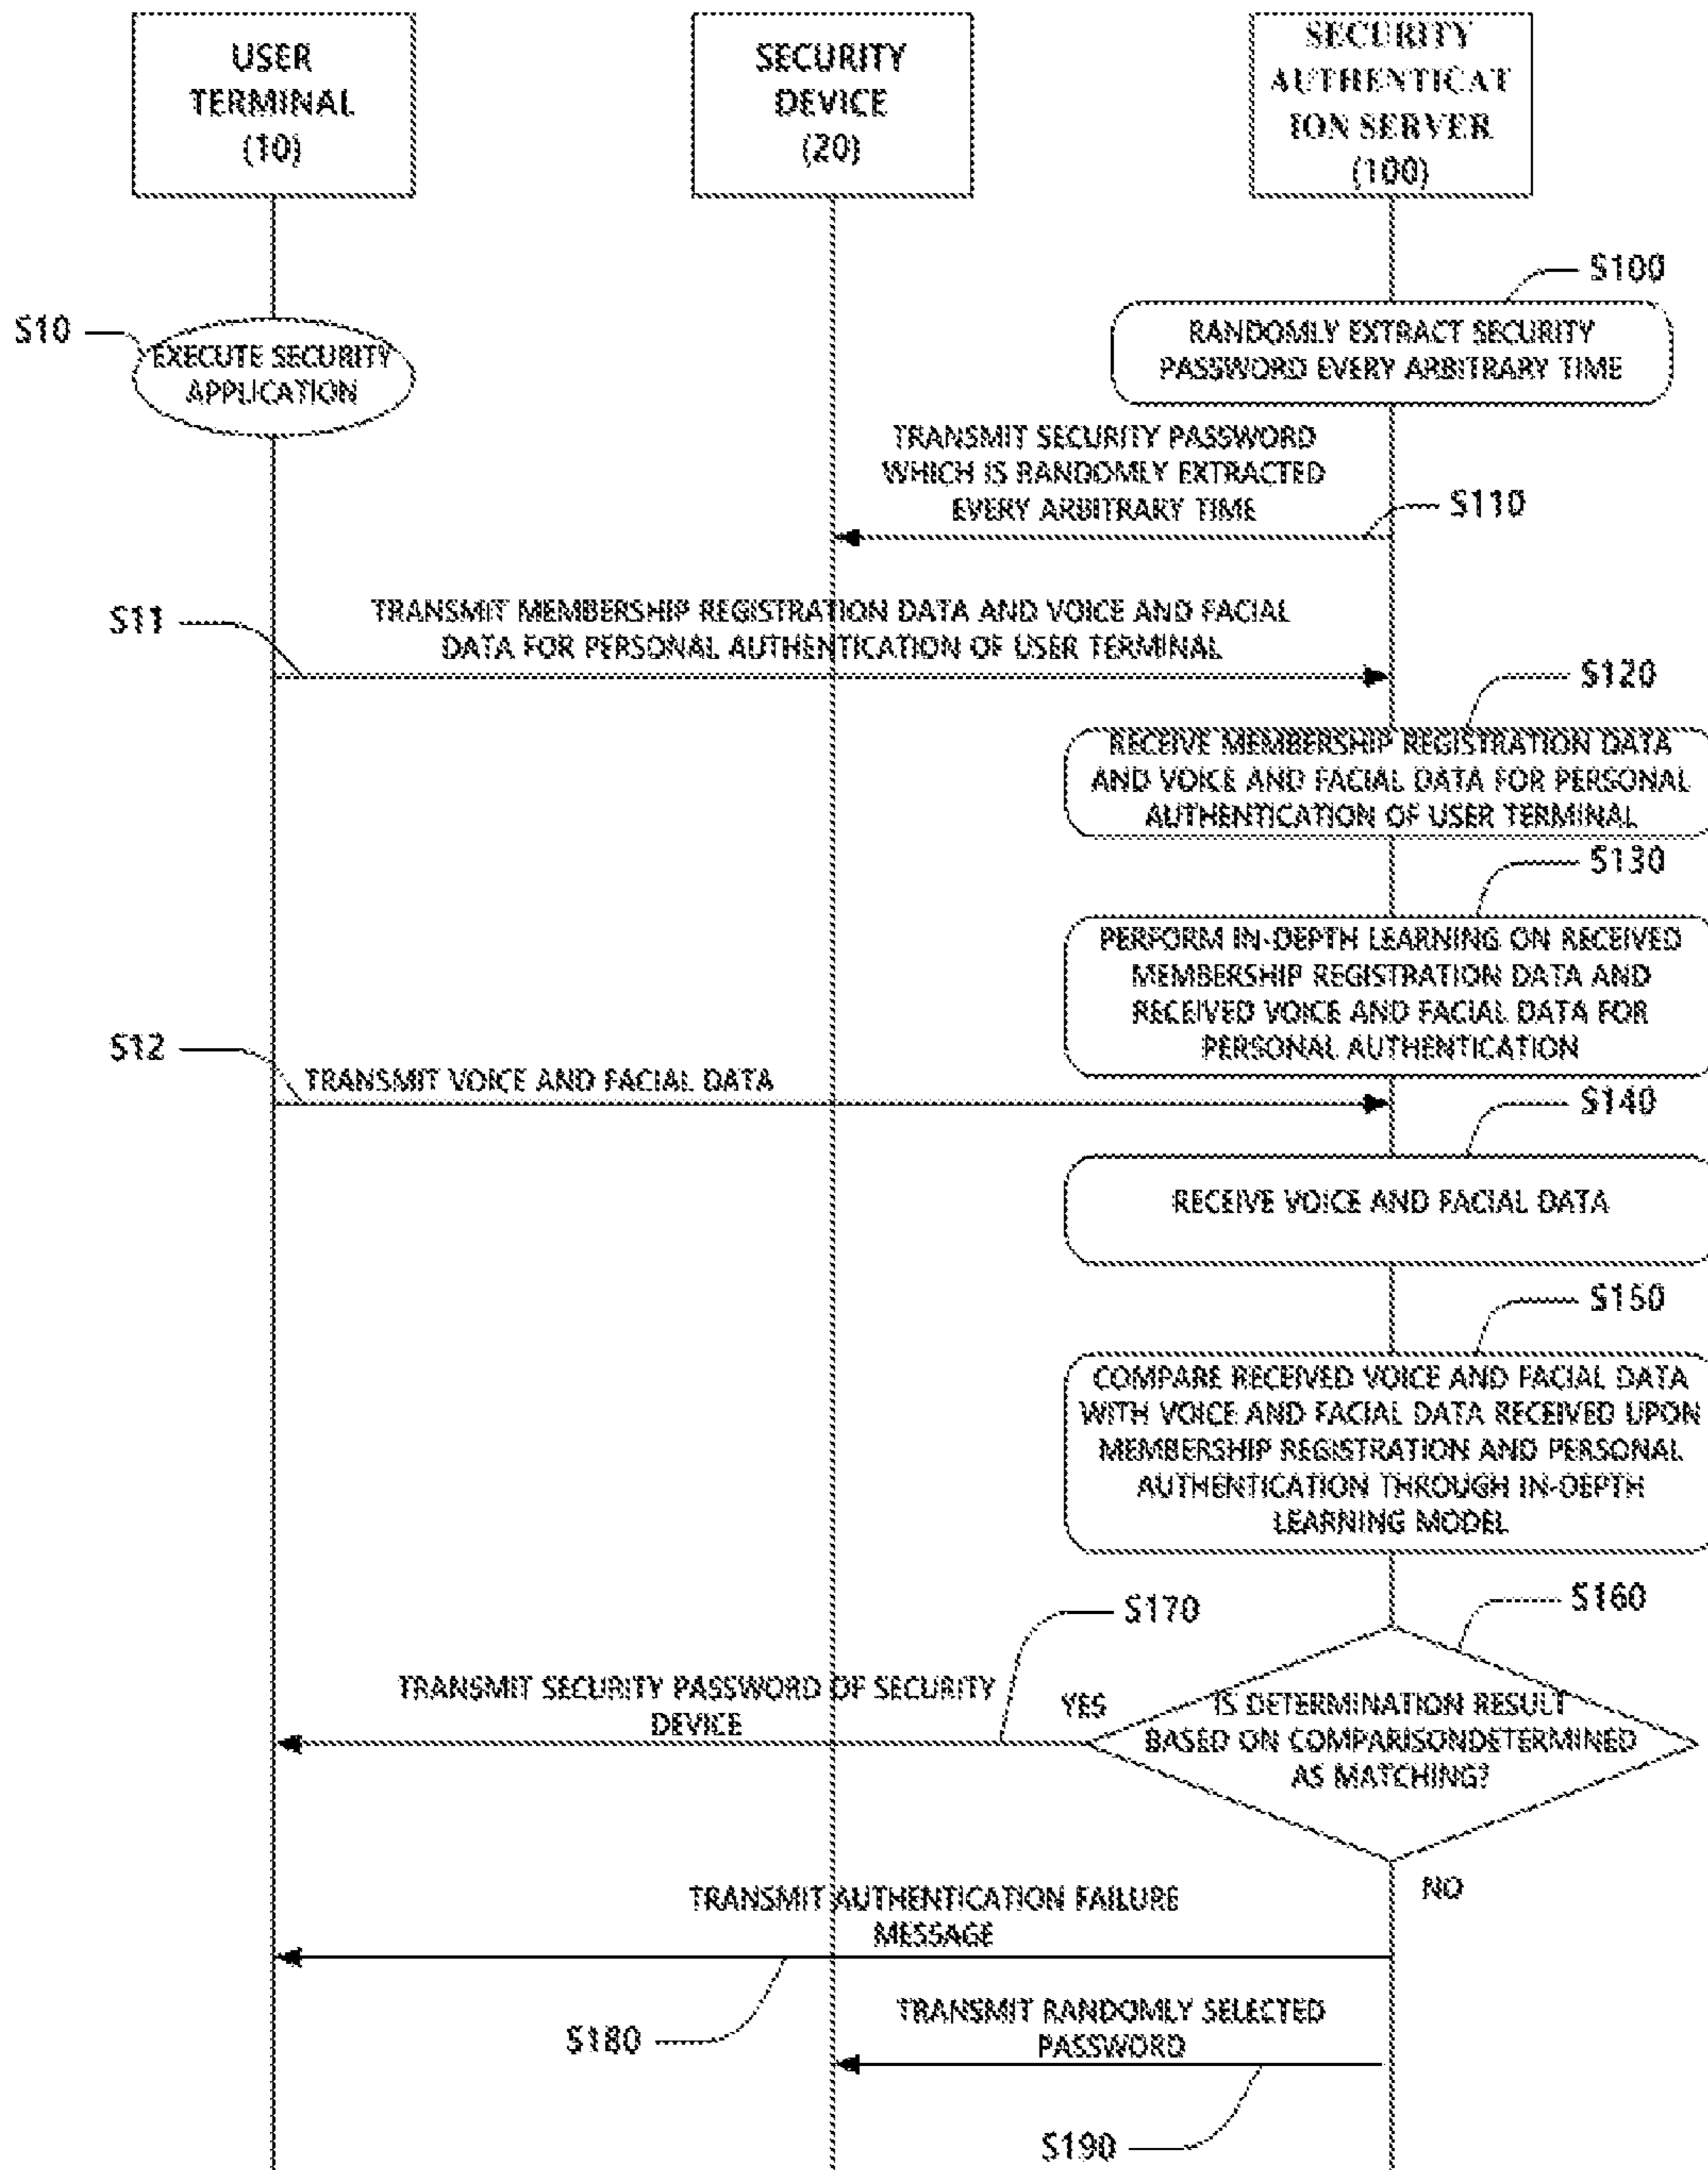 USER
TERMINAL
(10)
SECURITY
DEVICE
(20)
SECURITY
AUTHENTICAT
ION SERVER
(100)
S100
S10
EXECUTE SECURITY
APPLICATION
RANDOMLY EXTRACT SECURITY
PASSWORD EVERY ARBITRARY TIME
TRANSMIT SECURITY PASSWORD
WHICH IS RANDOMLY EXTRACTED
EVERY ARBITRARY TIME
S110
S11
TRANSMIT MEMBERSHIP REGISTRATION DATA AND VOICE AND FACIAL
DATA FOR PERSONAL AUTHENTICATION OF USER TERMINAL
S120
RECEIVE MEMBERSHIP REGISTRATION DATA
AND VOICE AND FACIAL DATA FOR PERSONAL
AUTHENTICATION OF USER TERMINAL
S130
PERFORM IN-DEPTH LEARNING ON RECEIVED
MEMBERSHIP REGISTRATION DATA AND
RECEIVED VOICE AND FACIAL DATA FOR
PERSONAL AUTHENTICATION
S12
TRANSMIT VOICE AND FACIAL DATA
S140
RECEIVE VOICE AND FACIAL DATA
S150
COMPARE RECEIVED VOICE AND FACIAL DATA
WITH VOICE AND FACIAL DATA RECEIVED UPON
MEMBERSHIP REGISTRATION AND PERSONAL
AUTHENTICATION THROUGH IN-DEPTH
LEARNING MODEL
S160
S170
TRANSMIT SECURITY PASSWORD OF SECURITY
DEVICE
YES
IS DETERMINATION RESULT
BASED ON COMPARISONDETERMINED
AS MATCHING?
NO
TRANSMIT AUTHENTICATION FAILURE
MESSAGE
S180
TRANSMIT RANDOMLY SELECTED
PASSWORD
S190